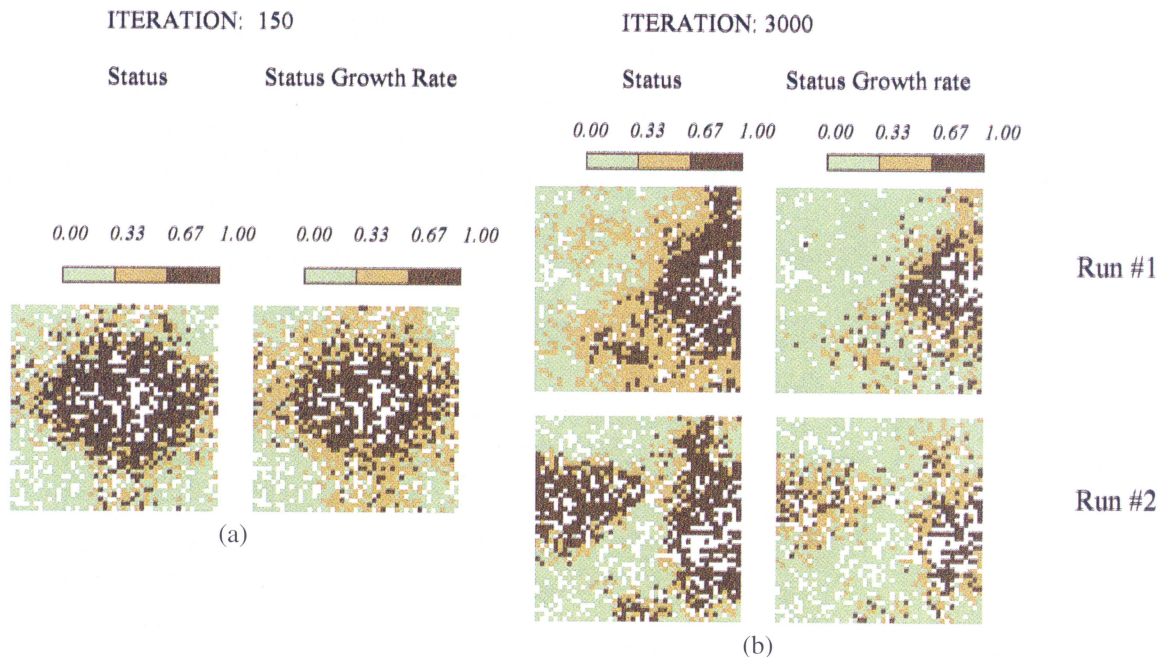 ITERATION: 150
Status Status Growth Rate
0.00 0.33 0.67 1.00 0.00 0.33 0.67 1.00
(a)
ITERATION: 3000
Status Status Growth rate
0.00 0.33 0.67 1.00 0.00 0.33 0.67 1.00
Run #1
Run #2
(b)